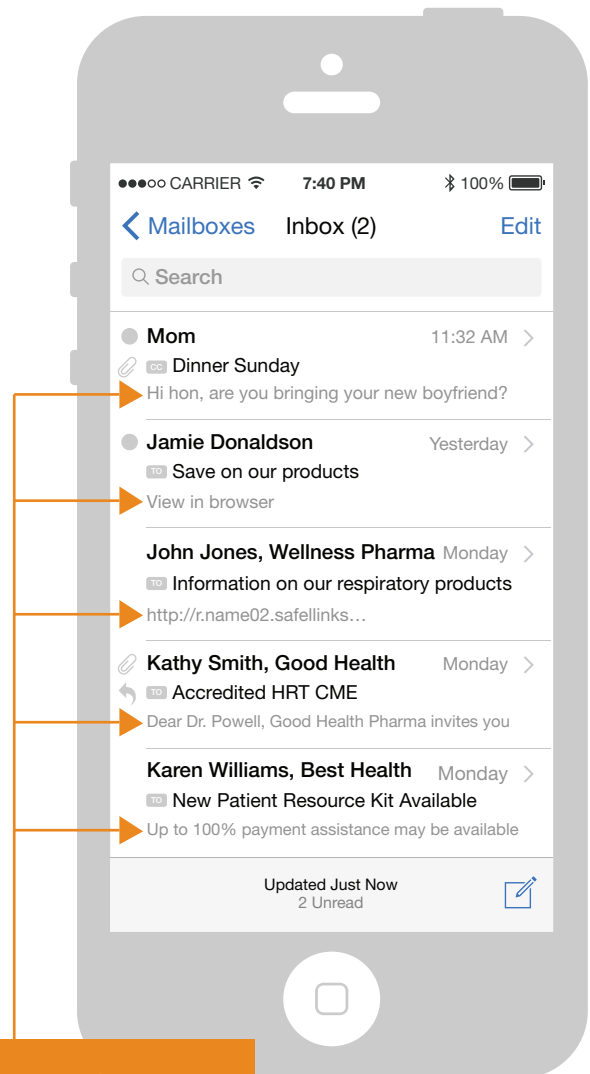 CARRIER 7:40 PM 100%
Mailboxes Inbox (2) Edit
Search
Mom 11:32 AM
CC Dinner Sunday
Hi hon, are you bringing your new boyfriend?
Jamie Donaldson Yesterday
TO Save on our products
View in browser
John Jones, Wellness Pharma Monday
TO Information on our respiratory products
http://r.name02.safellinks…
Kathy Smith, Good Health Monday
TO Accredited HRT CME
Dear Dr. Powell, Good Health Pharma invites you
Karen Williams, Best Health Monday
TO New Patient Resource Kit Available
Up to 100% payment assistance may be available
Updated Just Now
2 Unread